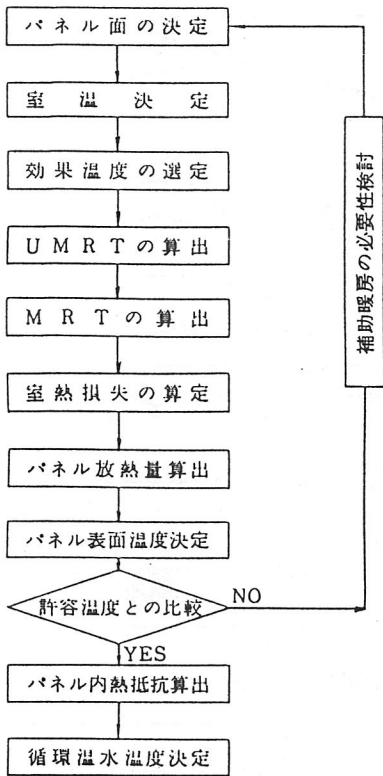 パネル面の決定
室温決定
効果温度の選定
UMRTの算出
MRTの算出
室熱損失の算定
パネル放熱量算出
パネル表面温度決定
許容温度との比較
NO
補助暖房の必要性検討
YES
パネル内熱抵抗算出
循環温水温度決定